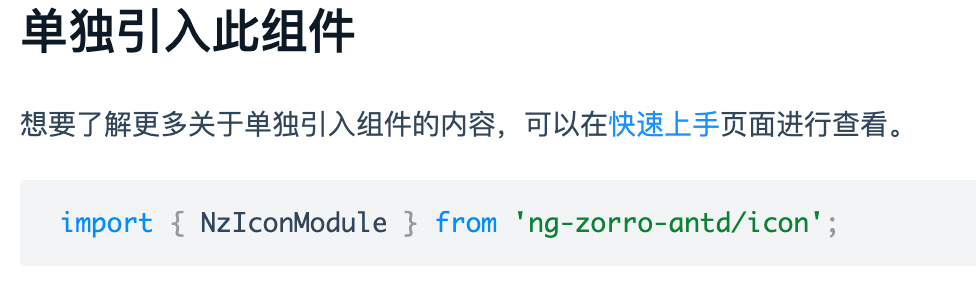 单独引入此组件
想要了解更多关于单独引入组件的内容，可以在快速上手页面进行查看。
import { NzIconModule } from 'ng-zorro-antd/icon';